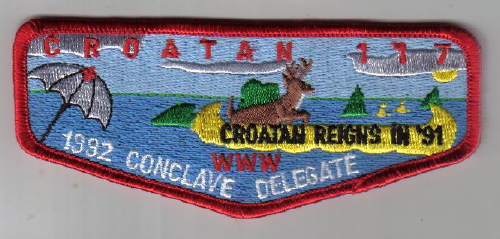 CROATAN 117
CROATAN REIGNS IN '91
WWW
1992 CONCLAVE DELEGATE